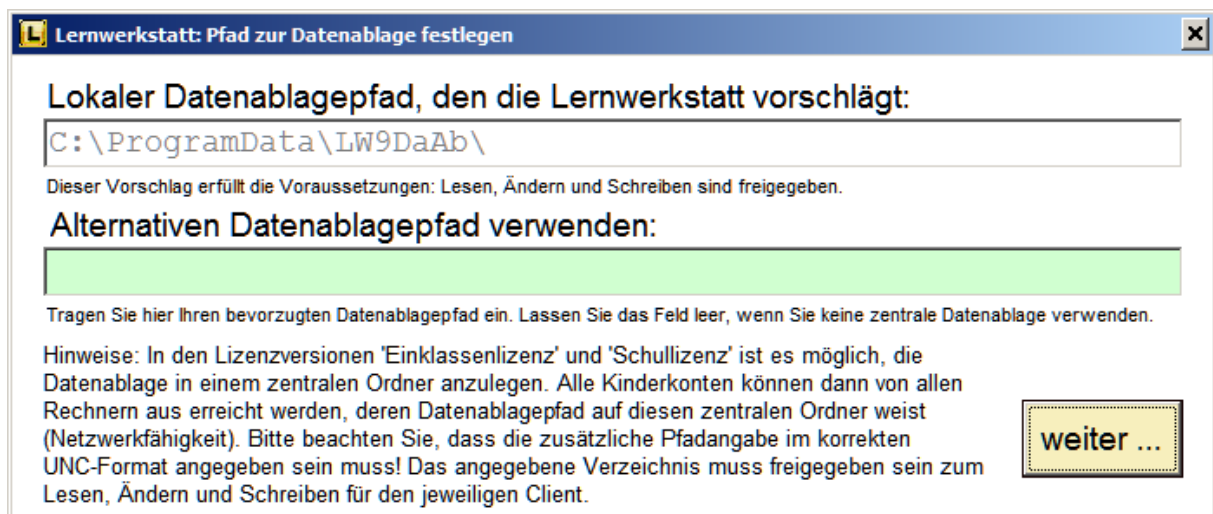 Lernwerkstatt: Pfad zur Datenablage festlegen
Lokaler Datenablagepfad, den die Lernwerkstatt vorschlägt:
C:\ProgramData\LW9DaAb\
Dieser Vorschlag erfüllt die Voraussetzungen: Lesen, Ändern und Schreiben sind freigegeben.
Alternativen Datenablagepfad verwenden:
Tragen Sie hier Ihren bevorzugten Datenablagepfad ein. Lassen Sie das Feld leer, wenn Sie keine zentrale Datenablage verwenden.
Hinweise: In den Lizenzversionen 'Einklassenlizenz' und 'Schullizenz' ist es möglich, die
Datenablage in einem zentralen Ordner anzulegen. Alle Kinderkonten können dann von allen
Rechnern aus erreicht werden, deren Datenablagepfad auf diesen zentralen Ordner weist
(Netzwerkfähigkeit). Bitte beachten Sie, dass die zusätzliche Pfadangabe im korrekten
UNC-Format angegeben sein muss! Das angegebene Verzeichnis muss freigegeben sein zum
Lesen, Ändern und Schreiben für den jeweiligen Client.
weiter ...